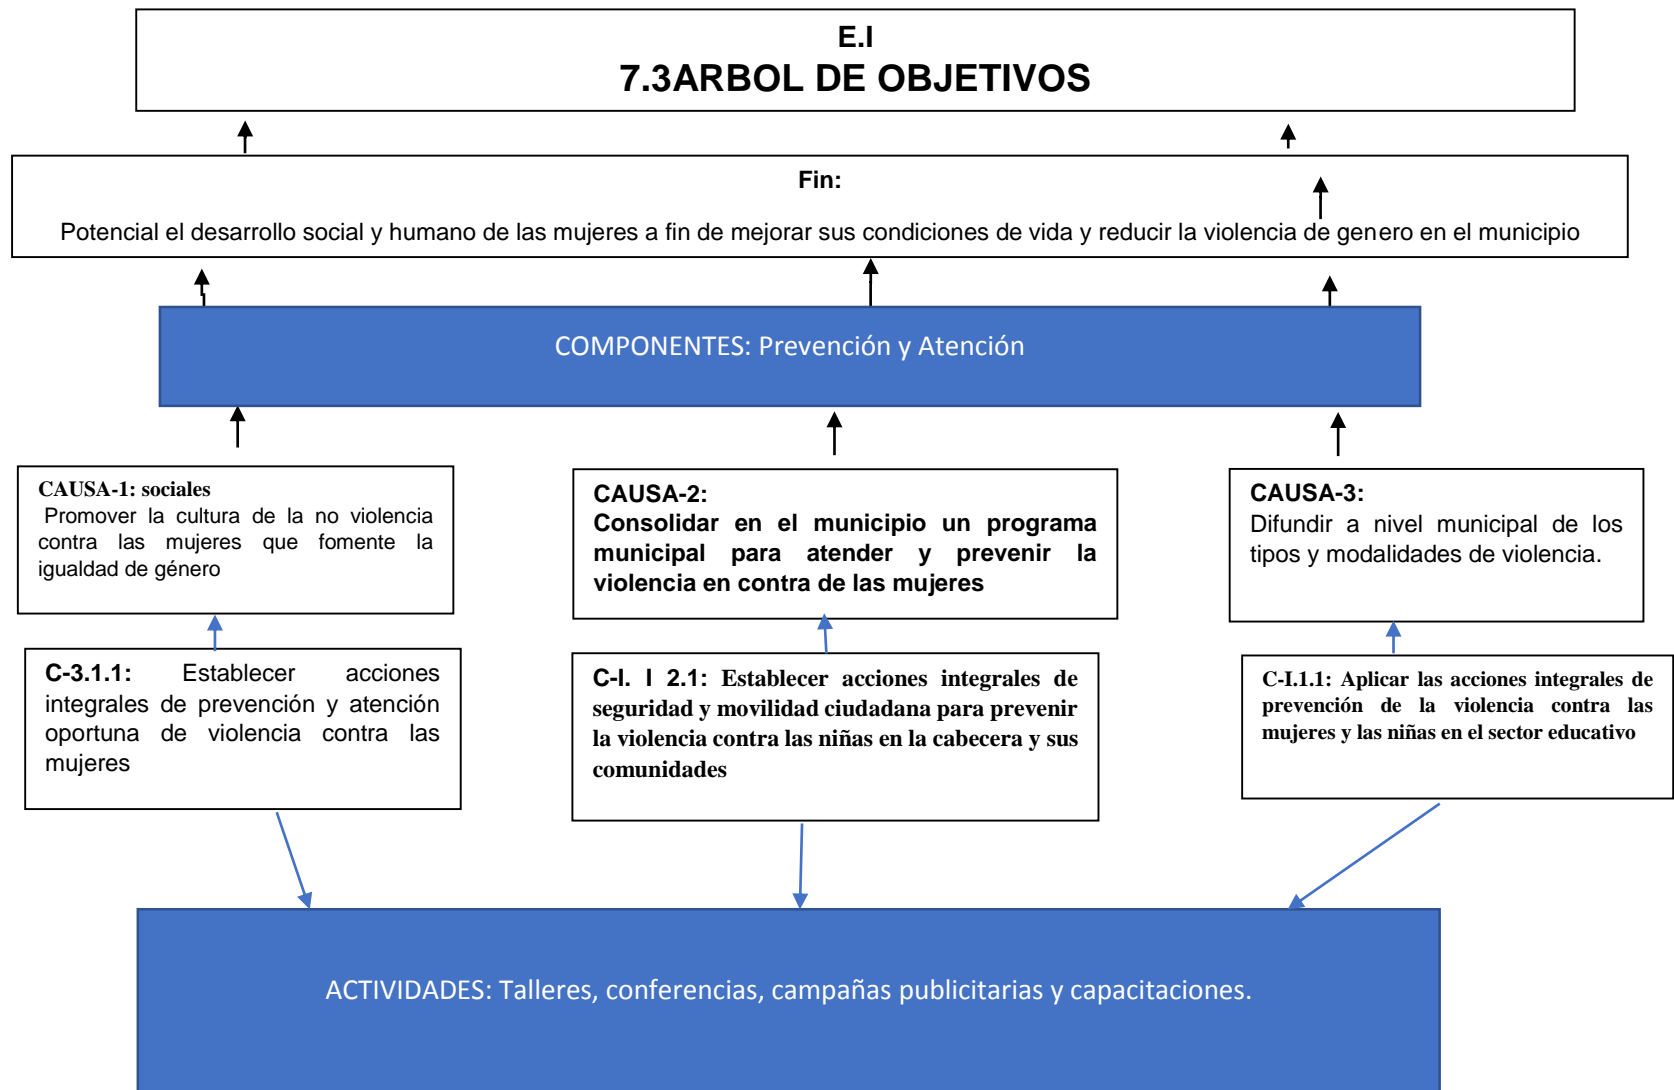 E.I
7.3ARBOL DE OBJETIVOS
Fin:
Potencial el desarrollo social y humano de las mujeres a fin de mejorar sus condiciones de vida y reducir la violencia de genero en el municipio
COMPONENTES: Prevención y Atención
CAUSA-1: sociales
Promover la cultura de la no violencia
contra las mujeres que fomente la
igualdad de género
CAUSA-2:
Consolidar en el municipio un programa
municipal para atender y prevenir la
violencia en contra de las mujeres
CAUSA-3:
Difundir a nivel municipal de los
tipos y modalidades de violencia.
C-3.1.1: Establecer acciones
integrales de prevención y atención
oportuna de violencia contra las
mujeres
C-I. I 2.1: Establecer acciones integrales de
seguridad y movilidad ciudadana para prevenir
la violencia contra las niñas en la cabecera y sus
comunidades
C-I.1.1: Aplicar las acciones integrales de
prevención de la violencia contra las
mujeres y las niñas en el sector educativo
ACTIVIDADES: Talleres, conferencias, campañas publicitarias y capacitaciones.